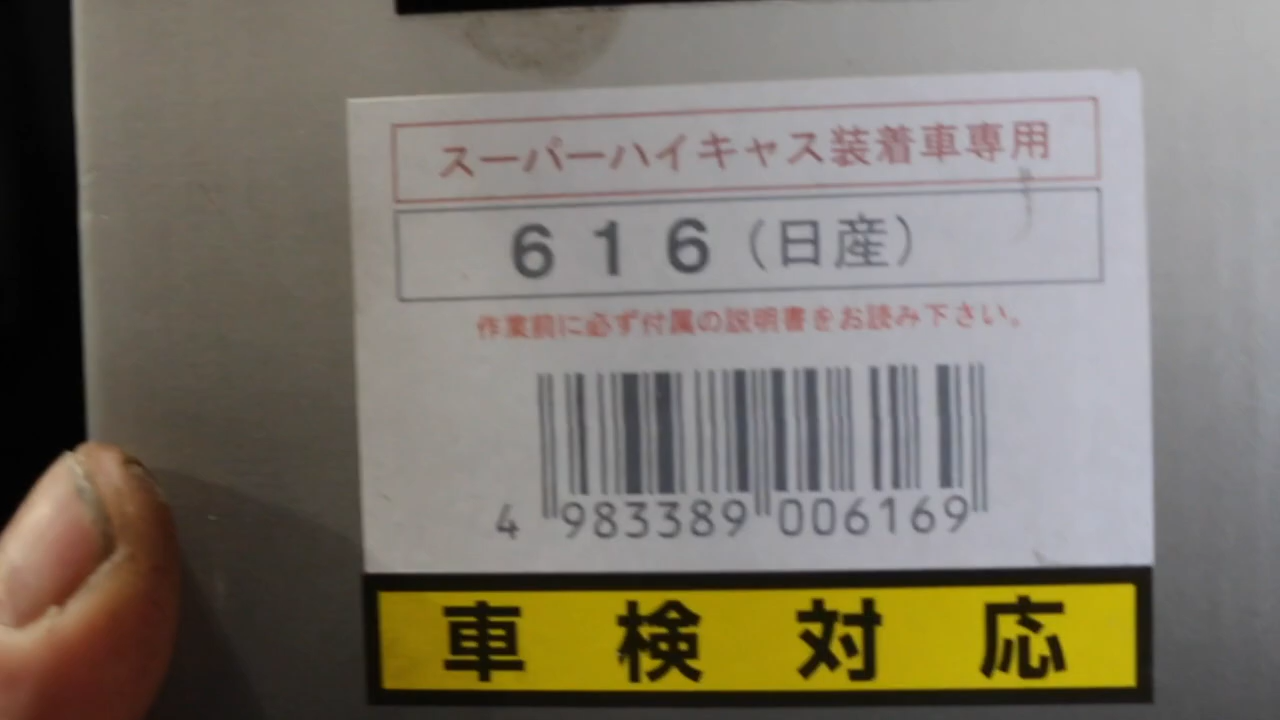 スーパーハイキャス装着車専用
616(日産)
作業前に必ず付属の説明書をお読み下さい。
4 983389 006169
車検対応